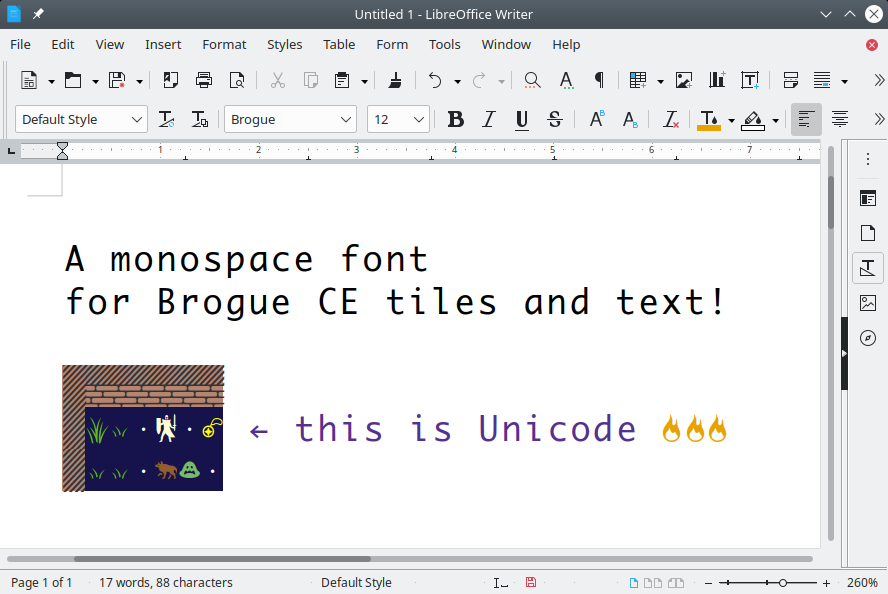 Untitled 1 - LibreOffice Writer
File Edit View Insert Format Styles Table Form Tools Window Help
Default Style Brogue 12
1 2 3 4 5 6 7
A monospace font
for Brogue CE tiles and text!
← this is Unicode 🔥🔥🔥
Page 1 of 1 17 words, 88 characters Default Style 260%